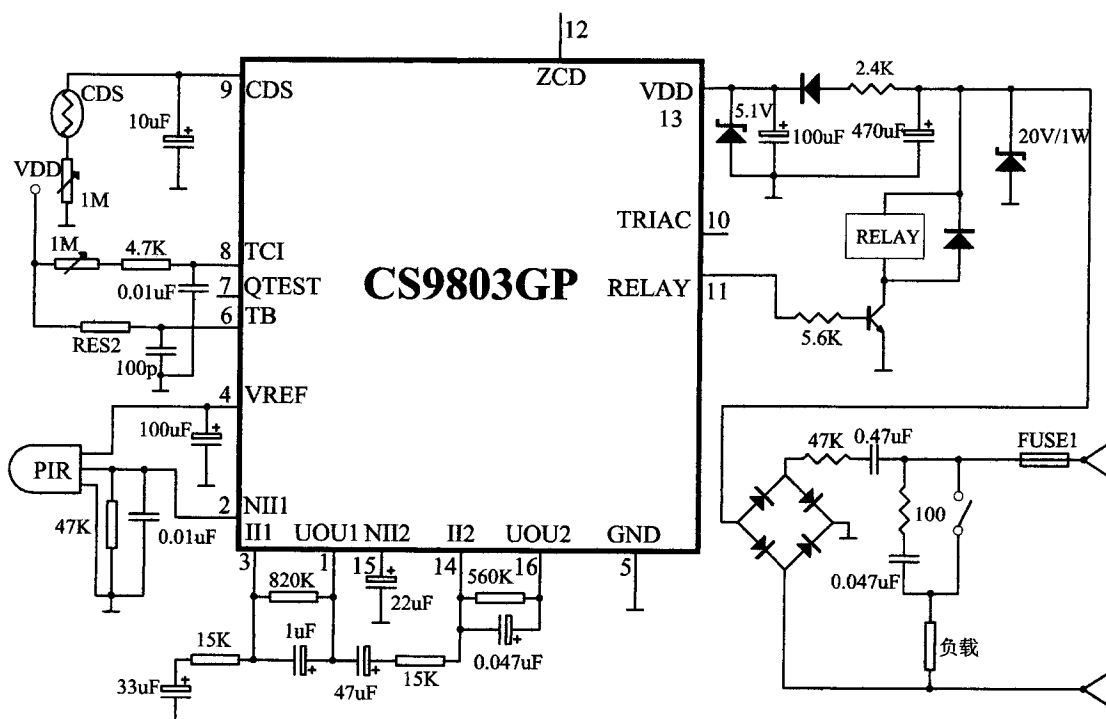 12
ZCD
9
CDS
CDS
10uF
+
VDD
1M
1M
4.7K
8
TCI
0.01uF
7
QTEST
6
TB
RES2
100p
4
VREF
100uF
+
PIR
2
NII1
47K
0.01uF
CS9803GP
VDD
13
5.1V
+
100uF
2.4K
470uF
+
20V/1W
TRIAC
10
RELAY
RELAY
11
5.6K
II1
UOU1
NII2
II2
UOU2
GND
3
1
15
14
16
5
820K
+
22uF
560K
15K
1uF
+
+
47uF
15K
+
0.047uF
33uF
+
47K
0.47uF
FUSE1
100
0.047uF
负载